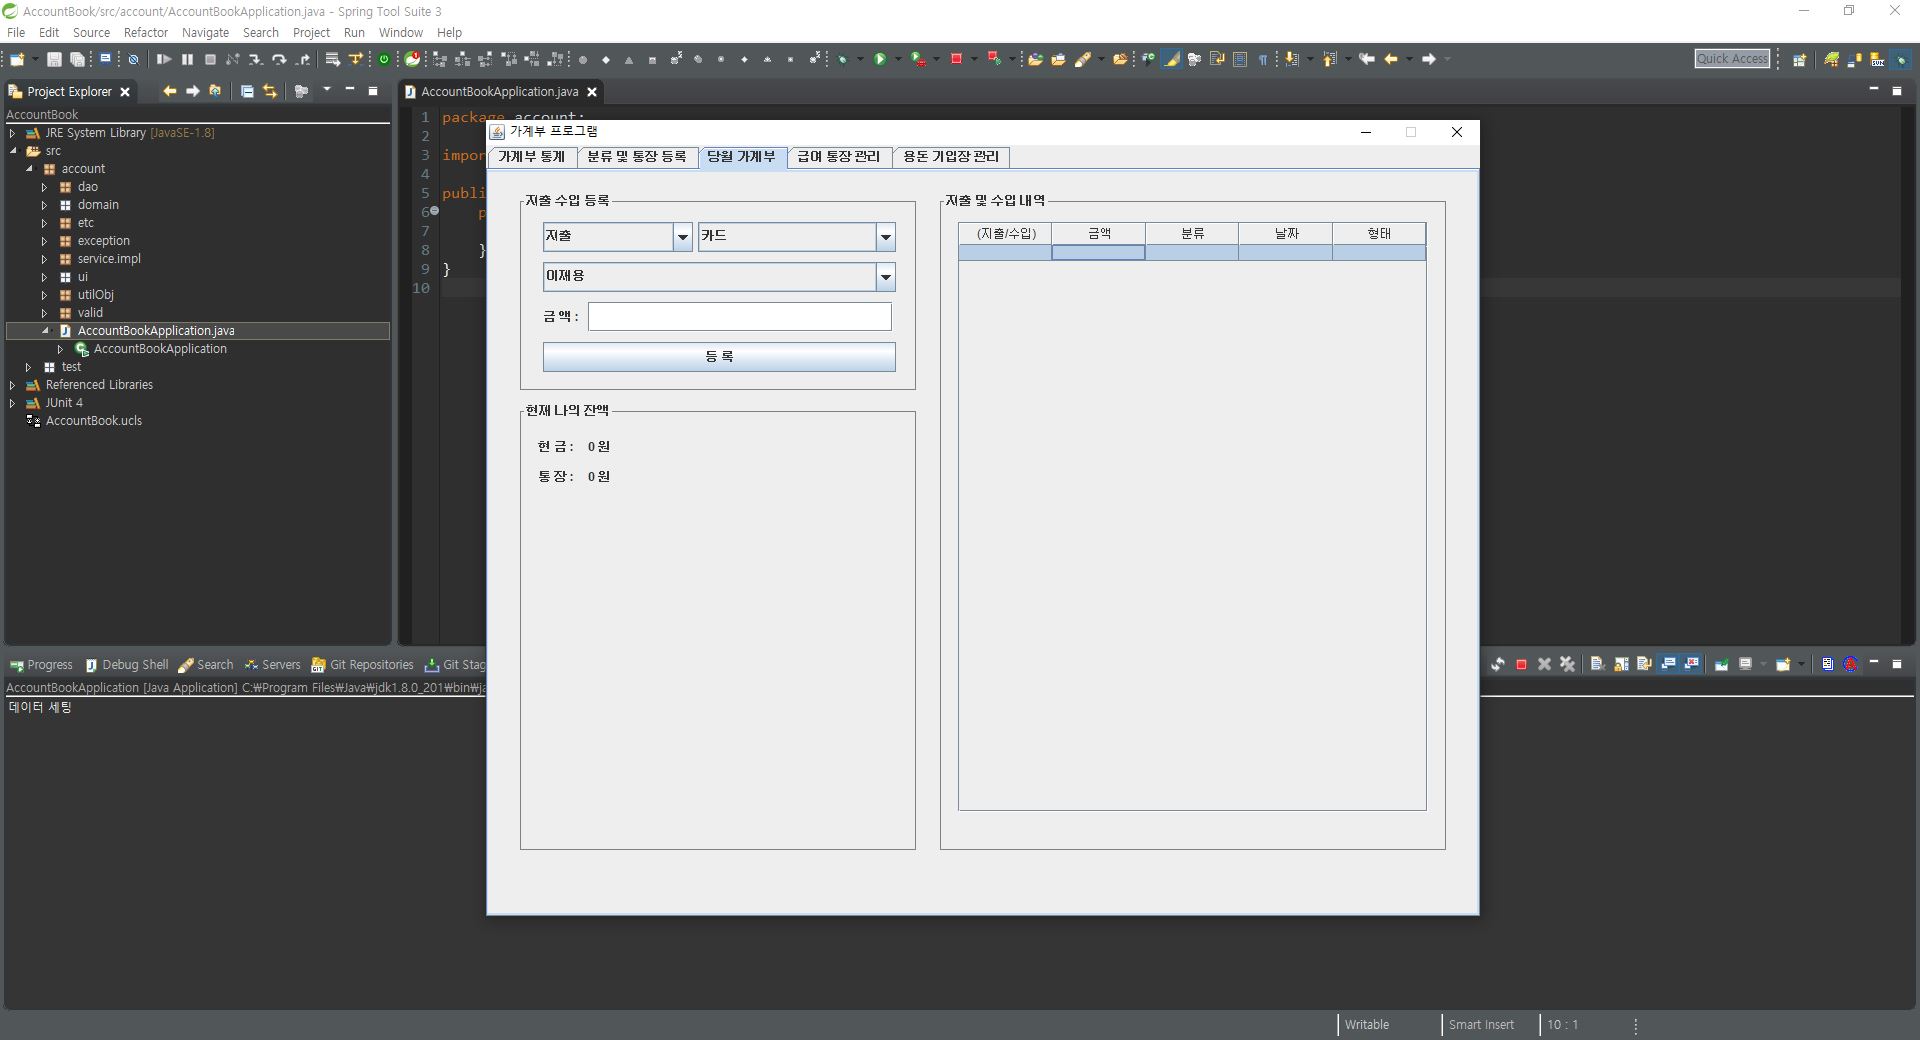 AccountBook/src/account/AccountBookApplication.java - Spring Tool Suite 3
File Edit Source Refactor Navigate Search Project Run Window Help
Quick Access
Project Explorer
AccountBookApplication.java
AccountBook
JRE System Library [JavaSE-1.8]
src
account
dao
domain
etc
exception
service.impl
ui
utilObj
valid
AccountBookApplication.java
AccountBookApplication
test
Referenced Libraries
JUnit 4
AccountBook.ucls
1 package account;
2
3 impor
4
5 publi
6 p
7
8 }
9 }
10
가계부 프로그램
가계부 통계 분류 및 통장 등록 당월 가계부 급여 통장 관리 용돈 기입장 관리
지출 수입 등록
지출 카드
이제용
금 액 :
등 록
현재 나의 잔액
현 금 : 0 원
통 장 : 0 원
지출 및 수입 내역
(지출/수입) 금액 분류 날짜 형태
Progress Debug Shell Search Servers Git Repositories Git Stag
AccountBookApplication [Java Application] C:₩Program Files₩Java₩jdk1.8.0_201₩bin₩ja
데이터 세팅
Writable Smart Insert 10 : 1